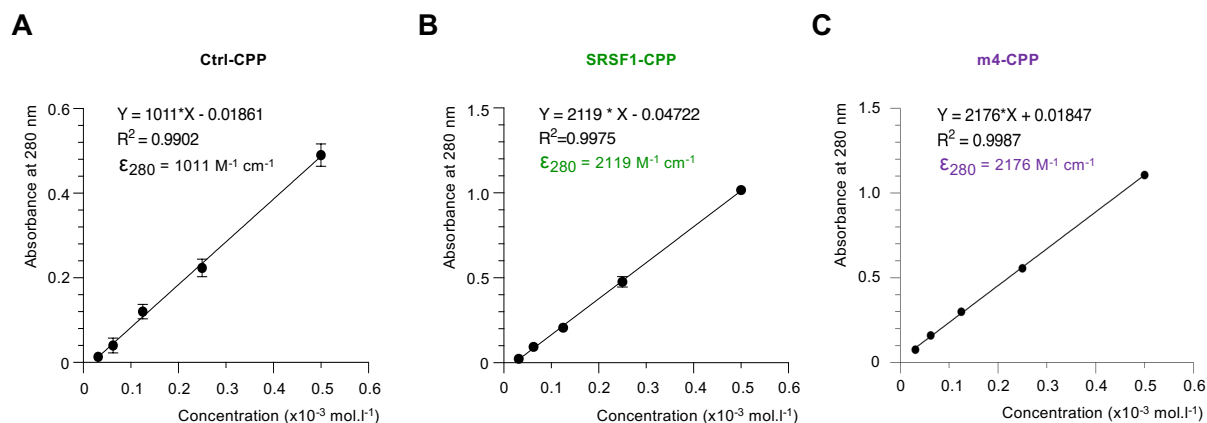 A
Ctrl-CPP
Y = 1011*X - 0.01861
R² = 0.9902
ε280 = 1011 M⁻¹ cm⁻¹
Absorbance at 280 nm
0.6
0.4
0.2
0
0 0.1 0.2 0.3 0.4 0.5 0.6
Concentration (x10⁻³ mol.l⁻¹)
B
SRSF1-CPP
Y = 2119 * X - 0.04722
R²=0.9975
ε280 = 2119 M⁻¹ cm⁻¹
Absorbance at 280 nm
1.5
1.0
0.5
0
0 0.1 0.2 0.3 0.4 0.5 0.6
Concentration (x10⁻³ mol.l⁻¹)
C
m4-CPP
Y = 2176*X + 0.01847
R² = 0.9987
ε280 = 2176 M⁻¹ cm⁻¹
Absorbance at 280 nm
1.5
1.0
0.5
0
0 0.1 0.2 0.3 0.4 0.5 0.6
Concentration (x10⁻³ mol.l⁻¹)